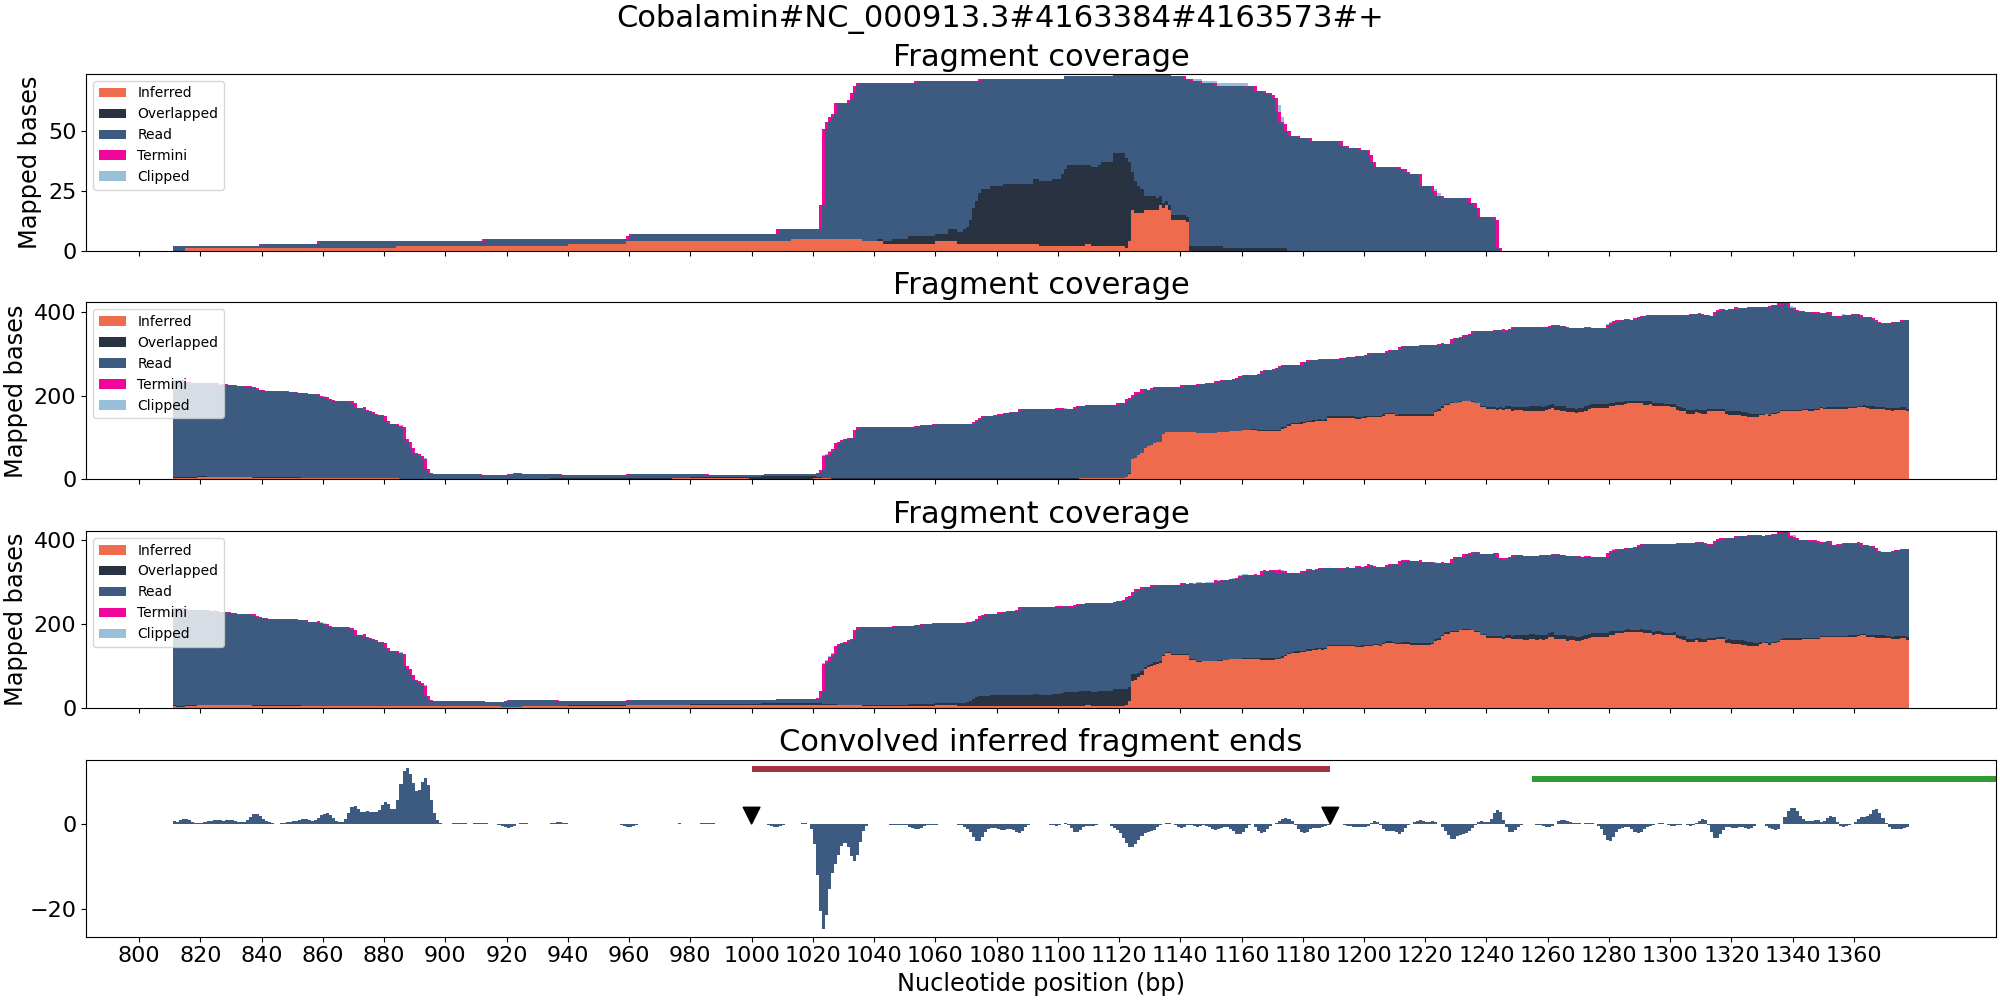 Cobalamin#NC_000913.3#4163384#4163573#+
Fragment coverage
Mapped bases
50
25
0
Inferred
Overlapped
Read
Termini
Clipped
Fragment coverage
Mapped bases
400
200
0
Inferred
Overlapped
Read
Termini
Clipped
Fragment coverage
Mapped bases
400
200
0
Inferred
Overlapped
Read
Termini
Clipped
Convolved inferred fragment ends
0
−20
800 820 840 860 880 900 920 940 960 980 1000 1020 1040 1060 1080 1100 1120 1140 1160 1180 1200 1220 1240 1260 1280 1300 1320 1340 1360
Nucleotide position (bp)